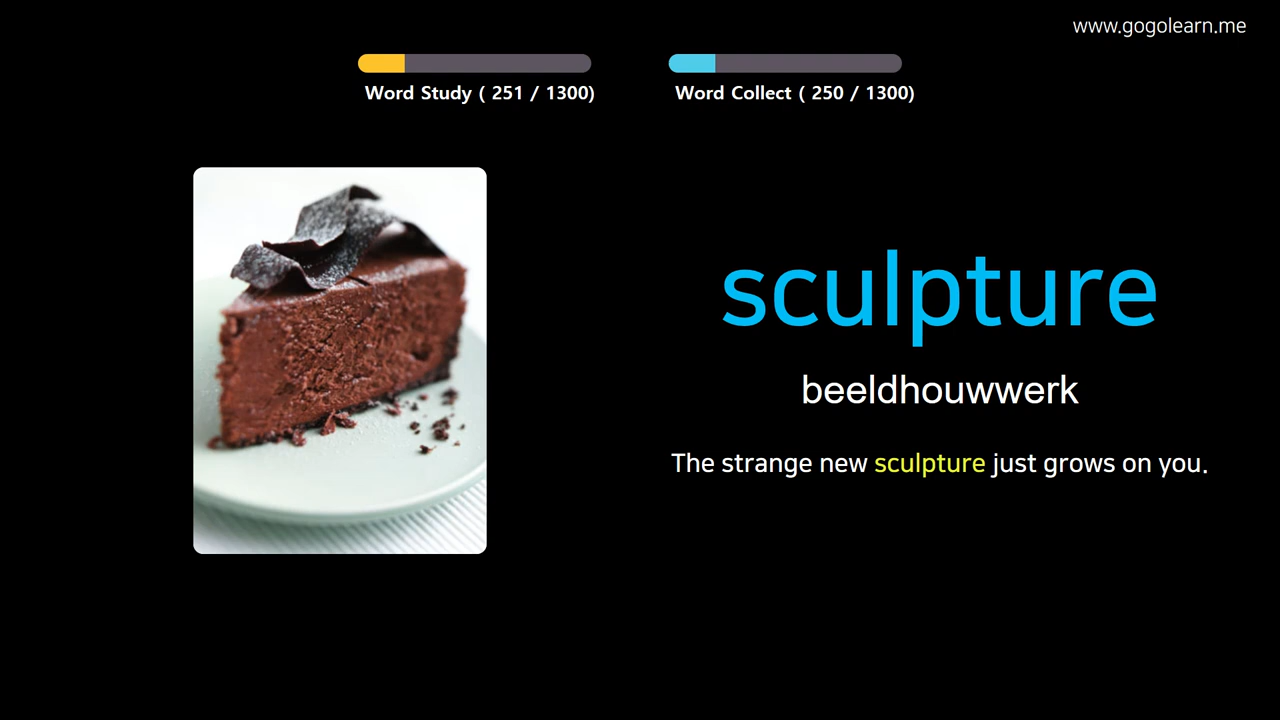 www.gogolearn.me
Word Study ( 251 / 1300)
Word Collect ( 250 / 1300)
sculpture
beeldhouwwerk
The strange new sculpture just grows on you.